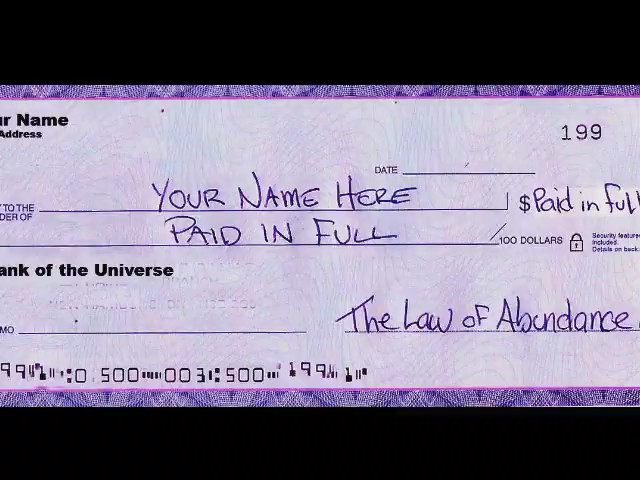 ur Name
Address
199
DATE
Y TO THE
DER OF
YOUR NAME HERE
$Paid in full
PAID IN FULL
/100 DOLLARS
Security features
included.
Details on back.
ank of the Universe
MO
The Law of Abundance